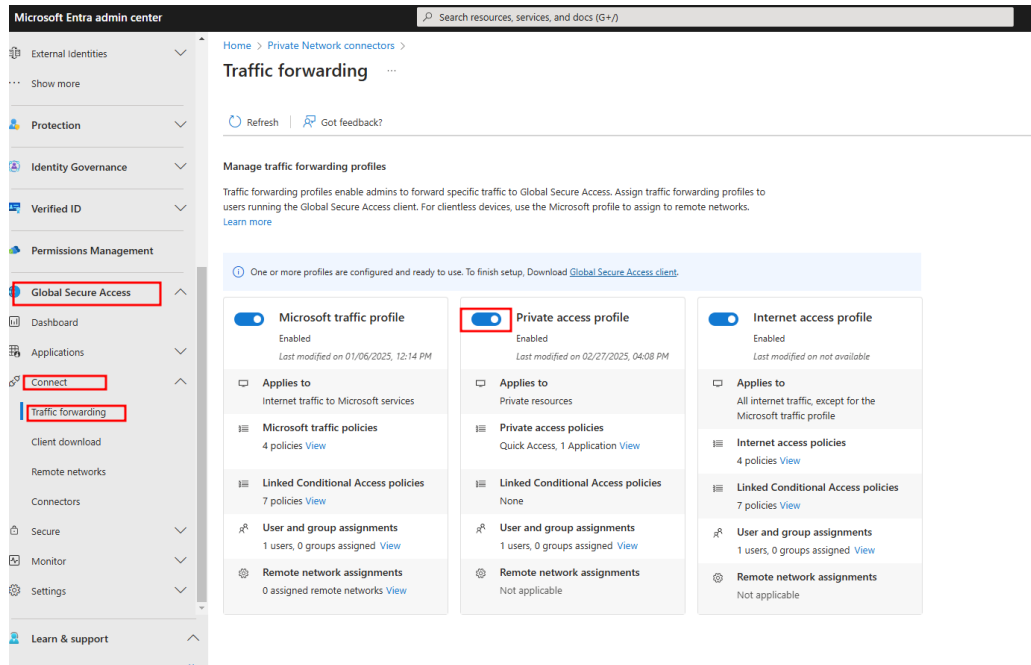 Microsoft Entra admin center
Search resources, services, and docs (G+/)
External Identities
Show more
Protection
Identity Governance
Verified ID
Permissions Management
Global Secure Access
Dashboard
Applications
Connect
Traffic forwarding
Client download
Remote networks
Connectors
Secure
Monitor
Settings
Learn & support
Home > Private Network connectors >
Traffic forwarding ...
Refresh
Got feedback?
Manage traffic forwarding profiles
Traffic forwarding profiles enable admins to forward specific traffic to Global Secure Access. Assign traffic forwarding profiles to
users running the Global Secure Access client. For clientless devices, use the Microsoft profile to assign to remote networks.
Learn more
One or more profiles are configured and ready to use. To finish setup, Download Global Secure Access client.
Microsoft traffic profile
Enabled
Last modified on 01/06/2025, 12:14 PM
Applies to
Internet traffic to Microsoft services
Microsoft traffic policies
4 policies View
Linked Conditional Access policies
7 policies View
User and group assignments
1 users, 0 groups assigned View
Remote network assignments
0 assigned remote networks View
Private access profile
Enabled
Last modified on 02/27/2025, 04:08 PM
Applies to
Private resources
Private access policies
Quick Access, 1 Application View
Linked Conditional Access policies
None
User and group assignments
1 users, 0 groups assigned View
Remote network assignments
Not applicable
Internet access profile
Enabled
Last modified on not available
Applies to
All internet traffic, except for the
Microsoft traffic profile
Internet access policies
4 policies View
Linked Conditional Access policies
7 policies View
User and group assignments
1 users, 0 groups assigned View
Remote network assignments
Not applicable